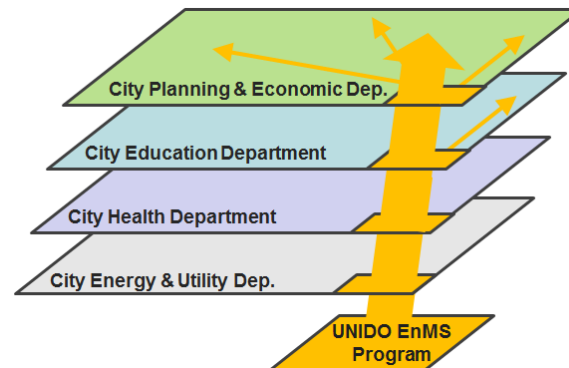 City Planning & Economic Dep.
City Education Department
City Health Department
City Energy & Utility Dep.
UNIDO EnMS
Program